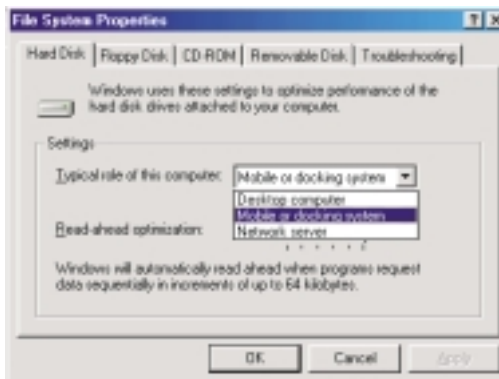 File System Properties
Hard Disk Floppy Disk CD-ROM Removable Disk Troubleshooting
Windows uses these settings to optimize performance of the
hard disk drives attached to your computer.
Settings
Typical role of this computer: Mobile or docking system
Desktop computer
Mobile or docking system
Read-ahead optimization: Network server
Windows will automatically read ahead when programs request
data sequentially in increments of up to 64 kilobytes.
OK Cancel Apply